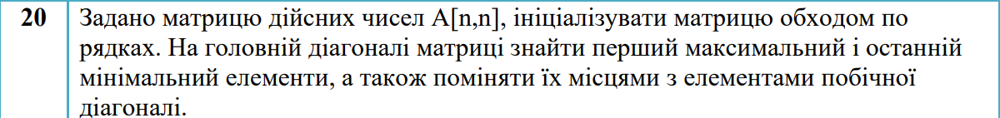 20 Задано матрицю дійсних чисел A[n,n], ініціалізувати матрицю обходом по
рядках. На головній діагоналі матриці знайти перший максимальний і останній
мінімальний елементи, а також поміняти їх місцями з елементами побічної
діагоналі.